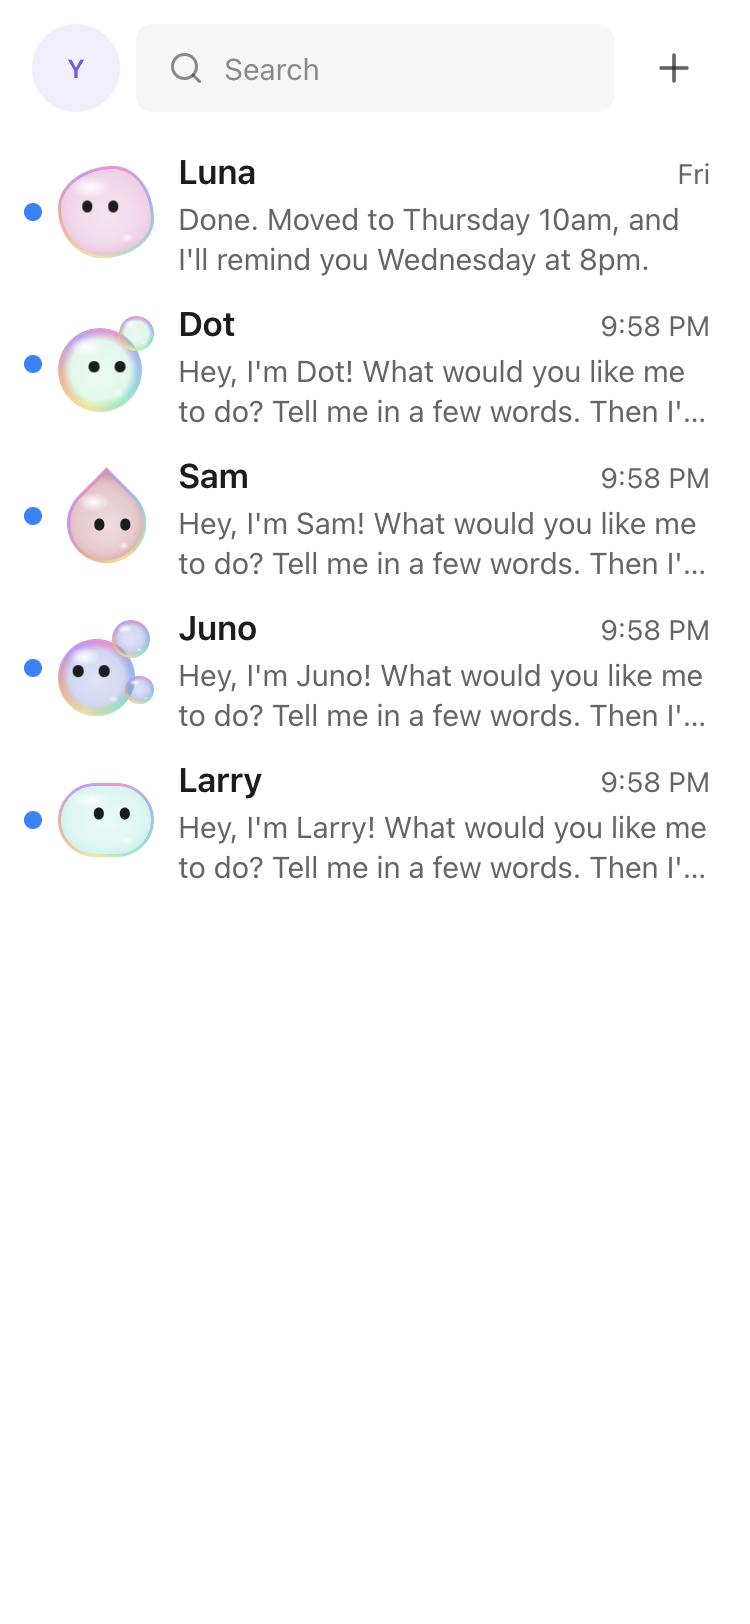 Y
Search
Luna
Fri
Done. Moved to Thursday 10am, and
I'll remind you Wednesday at 8pm.
Dot
9:58 PM
Hey, I'm Dot! What would you like me
to do? Tell me in a few words. Then I'...
Sam
9:58 PM
Hey, I'm Sam! What would you like me
to do? Tell me in a few words. Then I'...
Juno
9:58 PM
Hey, I'm Juno! What would you like me
to do? Tell me in a few words. Then I'...
Larry
9:58 PM
Hey, I'm Larry! What would you like me
to do? Tell me in a few words. Then I'...